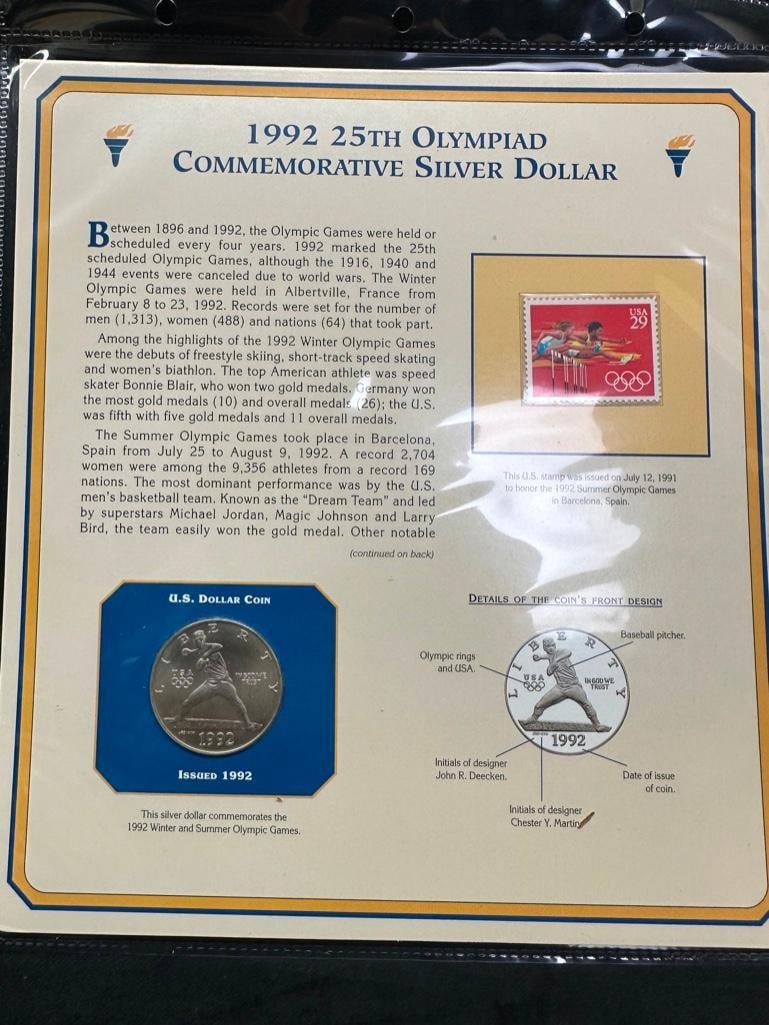 1992 25TH OLYMPIAD
COMMEMORATIVE SILVER DOLLAR
Between 1896 and 1992, the Olympic Games were held or
scheduled every four years. 1992 marked the 25th
scheduled Olympic Games, although the 1916, 1940 and
1944 events were canceled due to world wars. The Winter
Olympic Games were held in Albertville, France from
February 8 to 23, 1992. Records were set for the number of
men (1,313), women (488) and nations (64) that took part.
Among the highlights of the 1992 Winter Olympic Games
were the debuts of freestyle skiing, short-track speed skating
and women's biathlon. The top American athlete was speed
skater Bonnie Blair, who won two gold medals. Germany won
the most gold medals (10) and overall medals (26); the U.S.
was fifth with five gold medals and 11 overall medals.
The Summer Olympic Games took place in Barcelona,
Spain from July 25 to August 9, 1992. A record 2,704
women were among the 9,356 athletes from a record 169
nations. The most dominant performance was by the U.S.
men's basketball team. Known as the "Dream Team" and led
by superstars Michael Jordan, Magic Johnson and Larry
Bird, the team easily won the gold medal. Other notable
(continued on back)
USA
29
This U.S. stamp was issued on July 12, 1991
to honor the 1992 Summer Olympic Games
in Barcelona, Spain.
U.S. DOLLAR COIN
LIBERTY
USA
IN GOD WE
TRUST
1992
ISSUED 1992
This silver dollar commemorates the
1992 Winter and Summer Olympic Games.
DETAILS OF THE COIN'S FRONT DESIGN
Baseball pitcher.
Olympic rings
and USA.
LIBERTY
USA
IN GOD WE
TRUST
1992
Initials of designer
John R. Deecken.
Date of issue
of coin.
Initials of designer
Chester Y. Martin